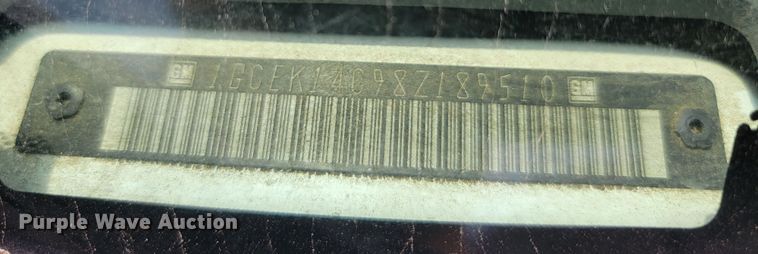 GM 1GCEK14C98Z189510 GM
Purple Wave Auction